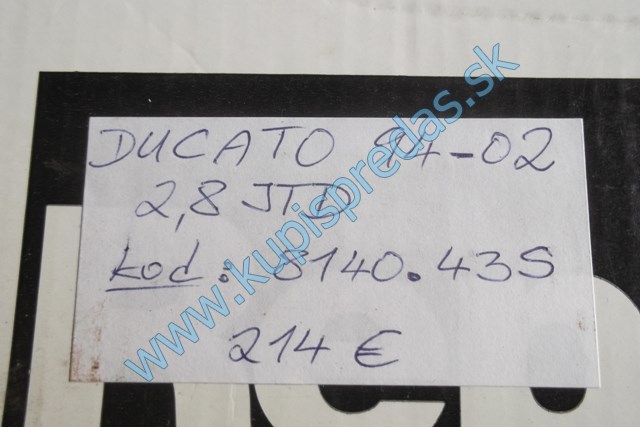 DUCATO 94-02
2,8 JTD
kod: 8140.43S
214 €
www.kupispredas.sk